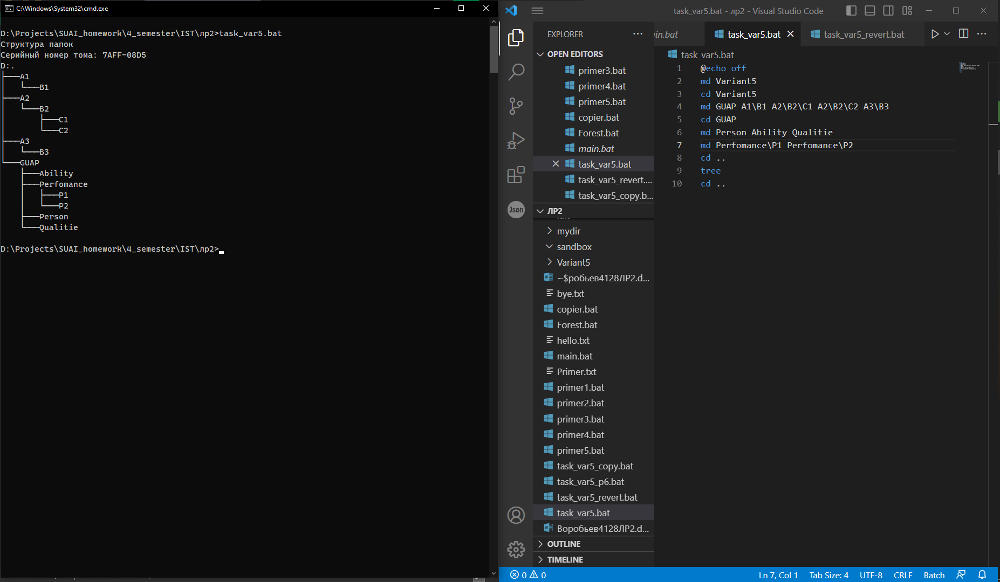 C:\Windows\System32\cmd.exe
D:\Projects\SUAI_homework\4_semester\IST\лр2>task_var5.bat
Структура папок
Серийный номер тома: 7AFF-08D5
D:.
├───A1
│   └───B1
├───A2
│   └───B2
│       ├───C1
│       └───C2
├───A3
│   └───B3
└───GUAP
    ├───Ability
    ├───Perfomance
    │   ├───P1
    │   └───P2
    ├───Person
    └───Qualitie
D:\Projects\SUAI_homework\4_semester\IST\лр2>
task_var5.bat - лр2 - Visual Studio Code
EXPLORER
OPEN EDITORS
primer3.bat
primer4.bat
primer5.bat
copier.bat
Forest.bat
main.bat
task_var5.bat
task_var5_revert....
task_var5_copy.b...
ЛР2
mydir
sandbox
Variant5
~$робьев4128ЛР2.d...
bye.txt
copier.bat
Forest.bat
hello.txt
main.bat
Primer.txt
primer1.bat
primer2.bat
primer3.bat
primer4.bat
primer5.bat
task_var5_copy.bat
task_var5_p6.bat
task_var5_revert.bat
task_var5.bat
Воробьев4128ЛР2.d...
OUTLINE
TIMELINE
Json
in.bat
task_var5.bat
task_var5_revert.bat
task_var5.bat
1 @echo off
2 md Variant5
3 cd Variant5
4 md GUAP A1\B1 A2\B2\C1 A2\B2\C2 A3\B3
5 cd GUAP
6 md Person Ability Qualitie
7 md Perfomance\P1 Perfomance\P2
8 cd ..
9 tree
10 cd ..
0 0
Ln 7, Col 1 Tab Size: 4 UTF-8 CRLF Batch